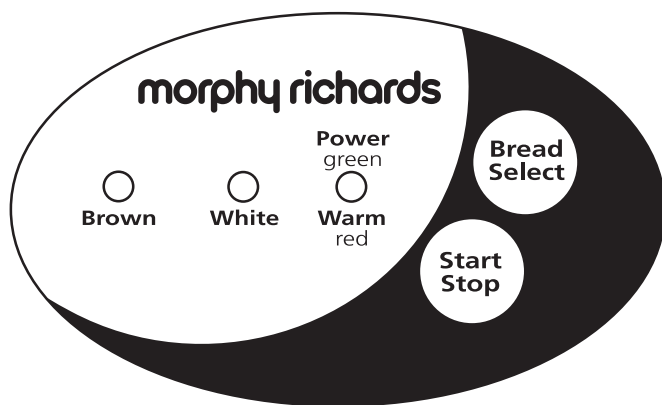 morphy richards
Power
green
Brown
White
Warm
red
Bread
Select
Start
Stop